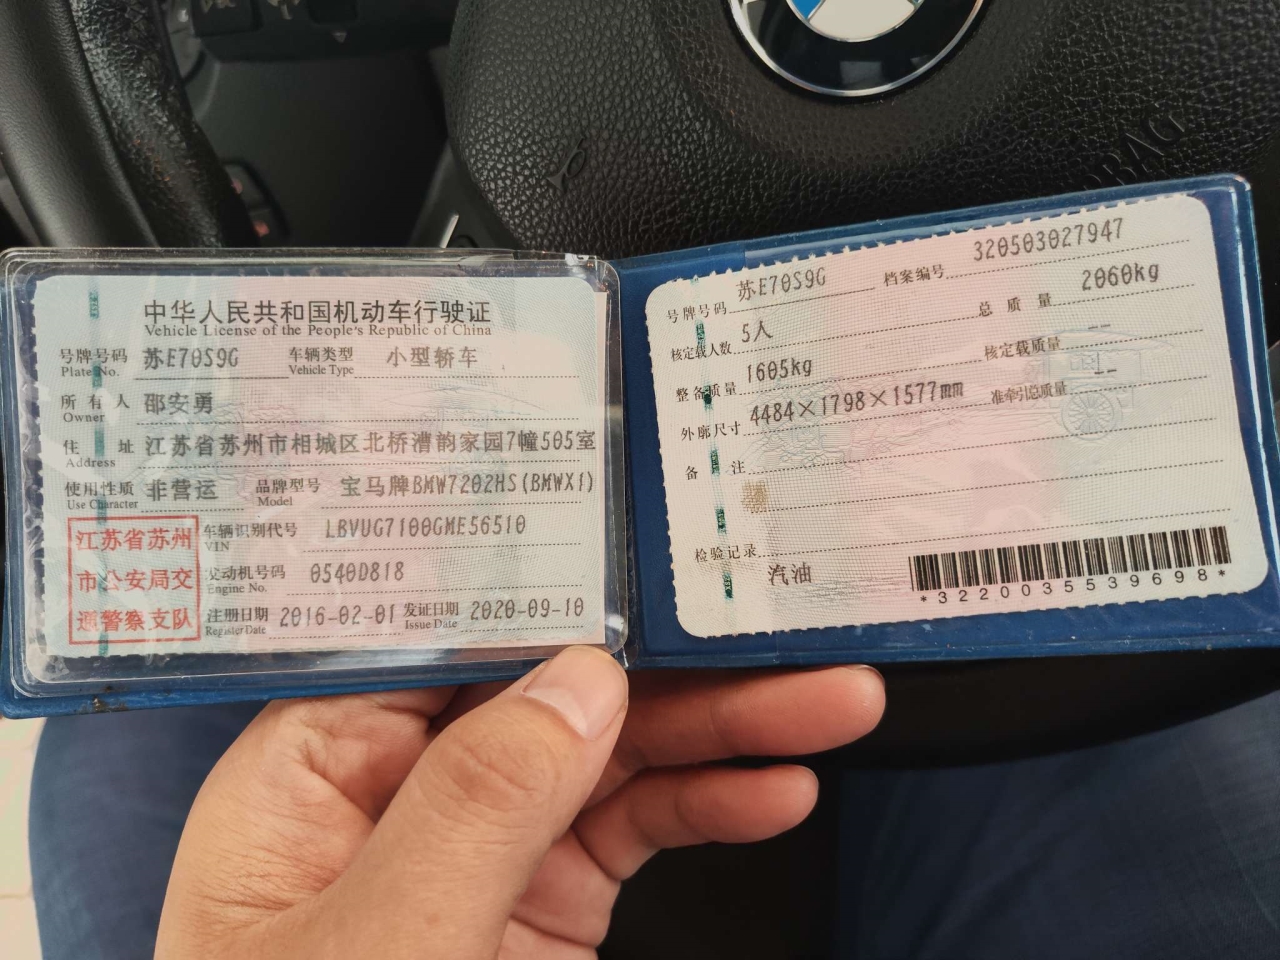 中华人民共和国机动车行驶证
Vehicle License of the People's Republic of China
号牌号码 苏E70S9G 车辆类型 小型轿车
Plate No. Vehicle Type
所有人 邵安勇
Owner
住址 江苏省苏州市相城区北桥漕韵家园7幢505室
Address
使用性质 非营运 品牌型号 宝马牌BMW7202HS(BMWX1)
Use Character Model
江苏省苏州
市公安局交
通警察支队
车辆识别代号 LBVUG7100GME56510
VIN
发动机号码 0540D818
Engine No.
注册日期 2016-02-01 发证日期 2020-09-10
Register Date Issue Date
号牌号码 苏E70S9G 档案编号 320503027947
核定载人数 5人 总质量 2060kg
整备质量 1605kg 核定载质量 --
外廓尺寸 4484×1798×1577mm 准牵引总质量 --
备注
检验记录
汽油
*3220035539698*